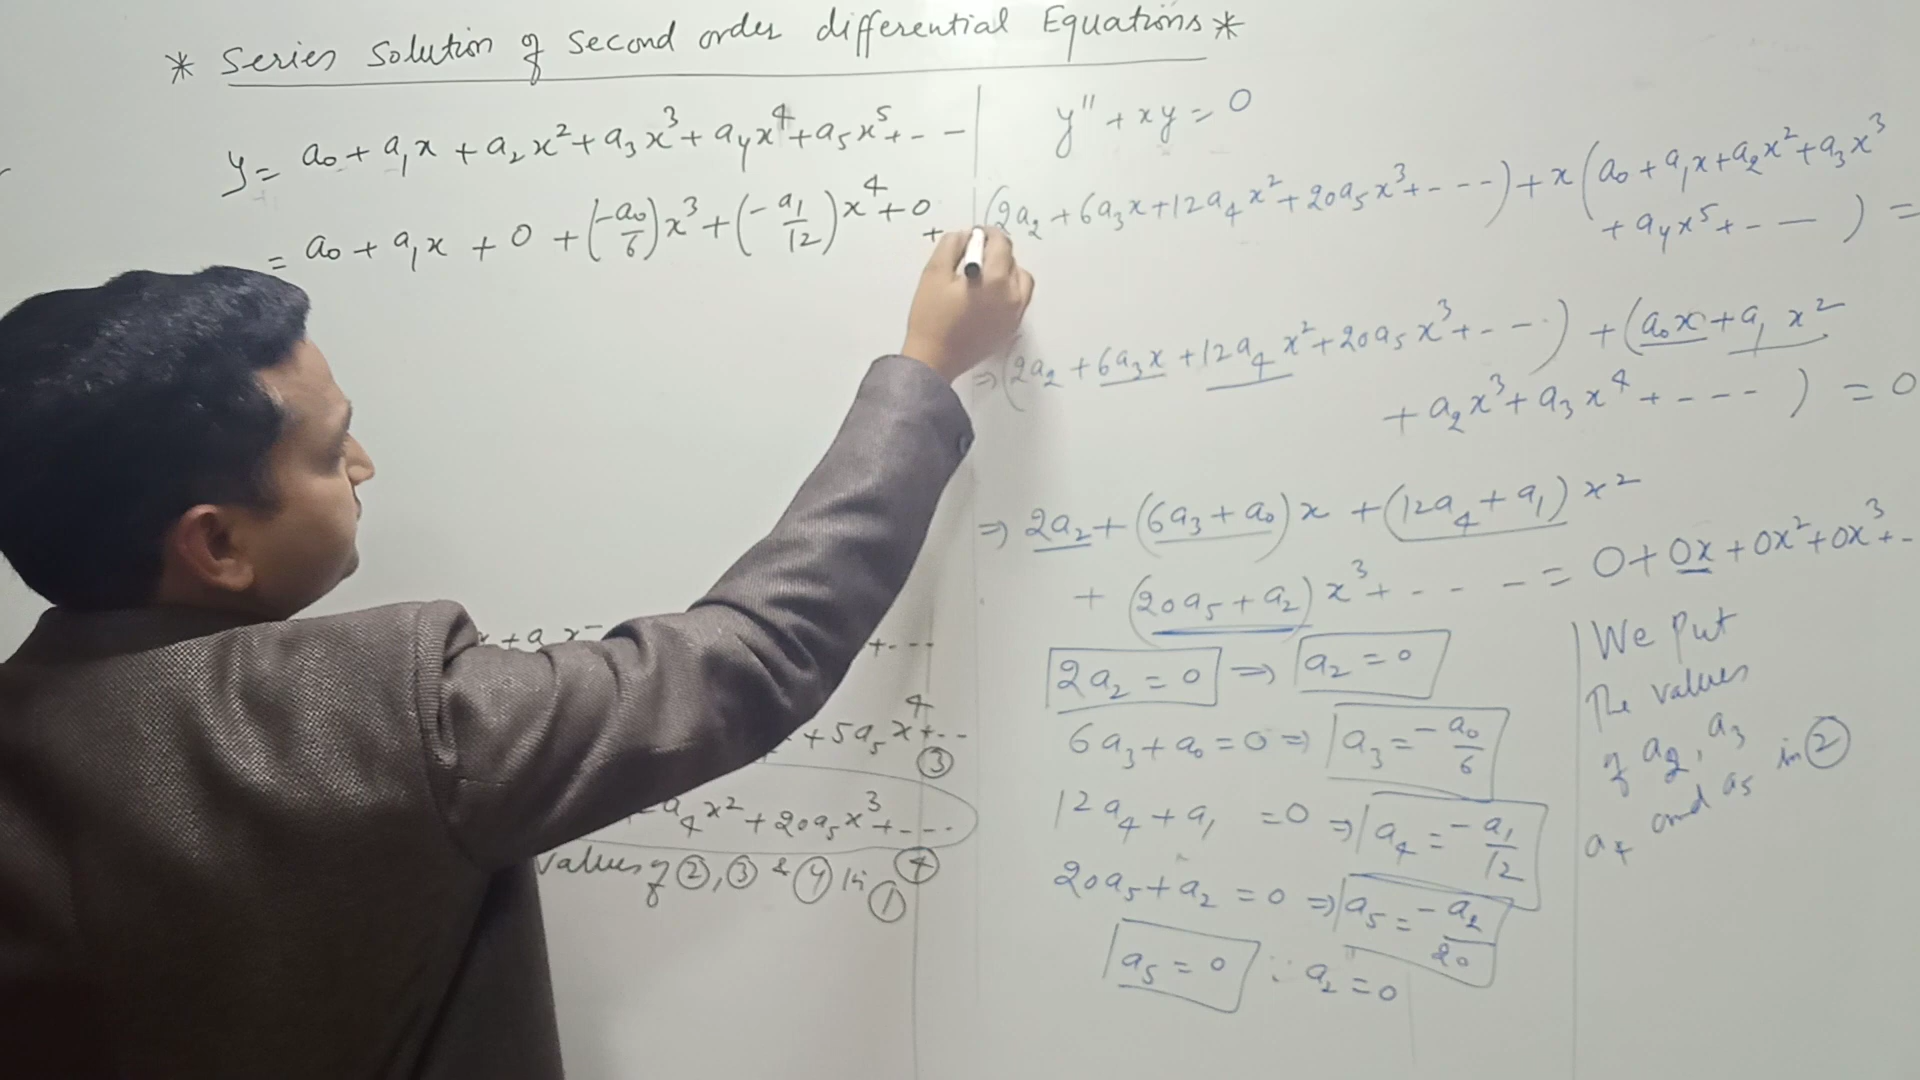 * Series Solution of Second order differential Equations *
y = a₀ + a₁x + a₂x² + a₃x³ + a₄x⁴ + a₅x⁵ + - -
= a₀ + a₁x + 0 + (-a₀/6)x³ + (-a₁/12)x⁴ + 0 +
+ a x
+ - - -
+ 5a₅x⁴ + - -
③
a₄x² + 20a₅x³ + - - -
④
values of ②, ③ & ④ in ①
y'' + xy = 0
(2a₂ + 6a₃x + 12a₄x² + 20a₅x³ + - - - -) + x(a₀ + a₁x + a₂x² + a₃x³
+ a₄x⁵ + - - — ) =
⇒ (2a₂ + 6a₃x + 12a₄x² + 20a₅x³ + - - -) + (a₀x + a₁x²
+ a₂x³ + a₃x⁴ + - - - - ) = 0
⇒ 2a₂ + (6a₃ + a₀)x + (12a₄ + a₁)x²
+ (20a₅ + a₂)x³ + - - - - = 0 + 0x + 0x² + 0x³ + - -
2a₂ = 0 ⇒ a₂ = 0
6a₃ + a₀ = 0 ⇒ a₃ = -a₀/6
12a₄ + a₁ = 0 ⇒ a₄ = -a₁/12
20a₅ + a₂ = 0 ⇒ a₅ = -a₂/20
a₅ = 0 ∵ a₂ = 0
We Put
The values
of a₂, a₃
a₄ and a₅ in ②